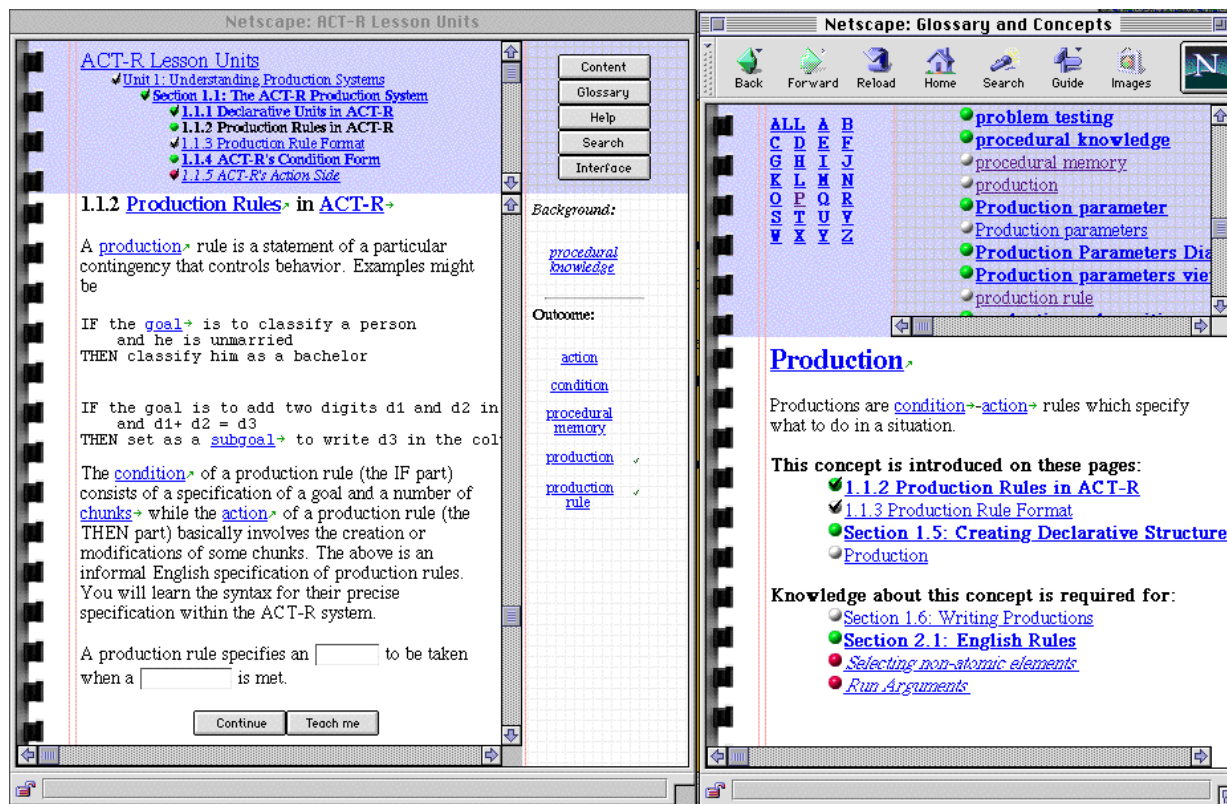 Netscape: ACT-R Lesson Units
ACT-R Lesson Units
Unit 1: Understanding Production Systems
Section 1.1: The ACT-R Production System
1.1.1 Declarative Units in ACT-R
1.1.2 Production Rules in ACT-R
1.1.3 Production Rule Format
1.1.4 ACT-R's Condition Form
1.1.5 ACT-R's Action Side
Content
Glossary
Help
Search
Interface
1.1.2 Production Rules in ACT-R
A production rule is a statement of a particular
contingency that controls behavior. Examples might
be
IF the goal is to classify a person
and he is unmarried
THEN classify him as a bachelor
IF the goal is to add two digits d1 and d2 in
and d1+ d2 = d3
THEN set as a subgoal to write d3 in the col
The condition of a production rule (the IF part)
consists of a specification of a goal and a number of
chunks while the action of a production rule (the
THEN part) basically involves the creation or
modifications of some chunks. The above is an
informal English specification of production rules.
You will learn the syntax for their precise
specification within the ACT-R system.
A production rule specifies an to be taken
when a is met.
Continue
Teach me
Background:
procedural
knowledge
Outcome:
action
condition
procedural
memory
production
production
rule
Netscape: Glossary and Concepts
Back Forward Reload Home Search Guide Images
N
ALL A B
C D E F
G H I J
K L M N
O P Q R
S T U V
W X Y Z
problem testing
procedural knowledge
procedural memory
production
Production parameter
Production parameters
Production Parameters Dia
Production parameters vie
production rule
Production
Productions are condition-action rules which specify
what to do in a situation.
This concept is introduced on these pages:
1.1.2 Production Rules in ACT-R
1.1.3 Production Rule Format
Section 1.5: Creating Declarative Structure
Production
Knowledge about this concept is required for:
Section 1.6: Writing Productions
Section 2.1: English Rules
Selecting non-atomic elements
Run Arguments